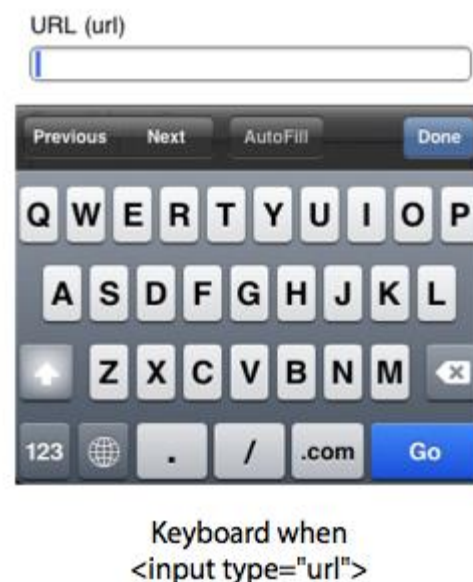 URL (url)
Previous Next AutoFill Done
Q W E R T Y U I O P
A S D F G H J K L
Z X C V B N M
123 . / .com Go
Keyboard when
<input type="url">